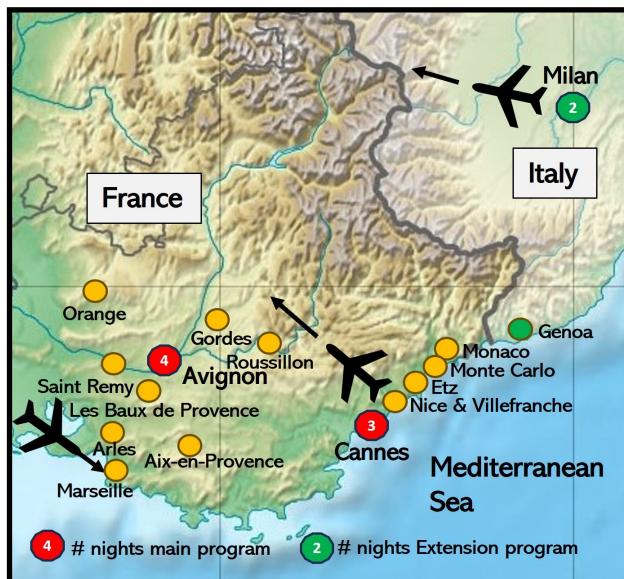 Milan
2
Italy
France
Orange
Gordes
Genoa
Roussillon
Monaco
4
Avignon
Monte Carlo
Saint Remy
Etz
Les Baux de Provence
Nice & Villefranche
3
Arles
Cannes
Aix-en-Provence
Mediterranean
Sea
Marseille
4 # nights main program
2 # nights Extension program